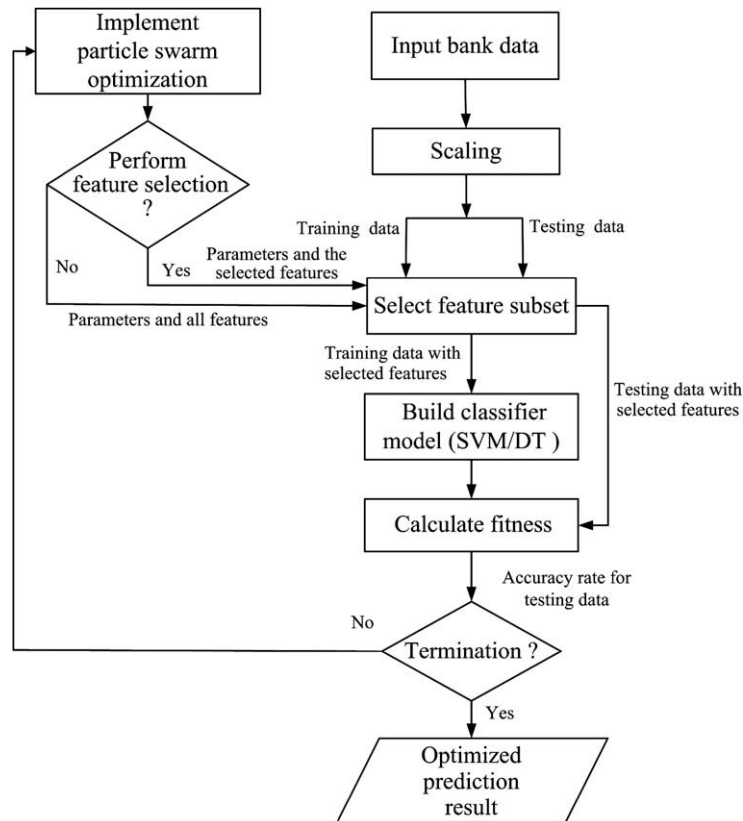 Implement
particle swarm
optimization
Input bank data
Scaling
Perform
feature selection
?
Training data
Testing data
No
Yes
Parameters and the
selected features
Select feature subset
Parameters and all features
Training data with
selected features
Testing data with
selected features
Build classifier
model (SVM/DT )
Calculate fitness
Accuracy rate for
testing data
No
Termination ?
Yes
Optimized
prediction
result